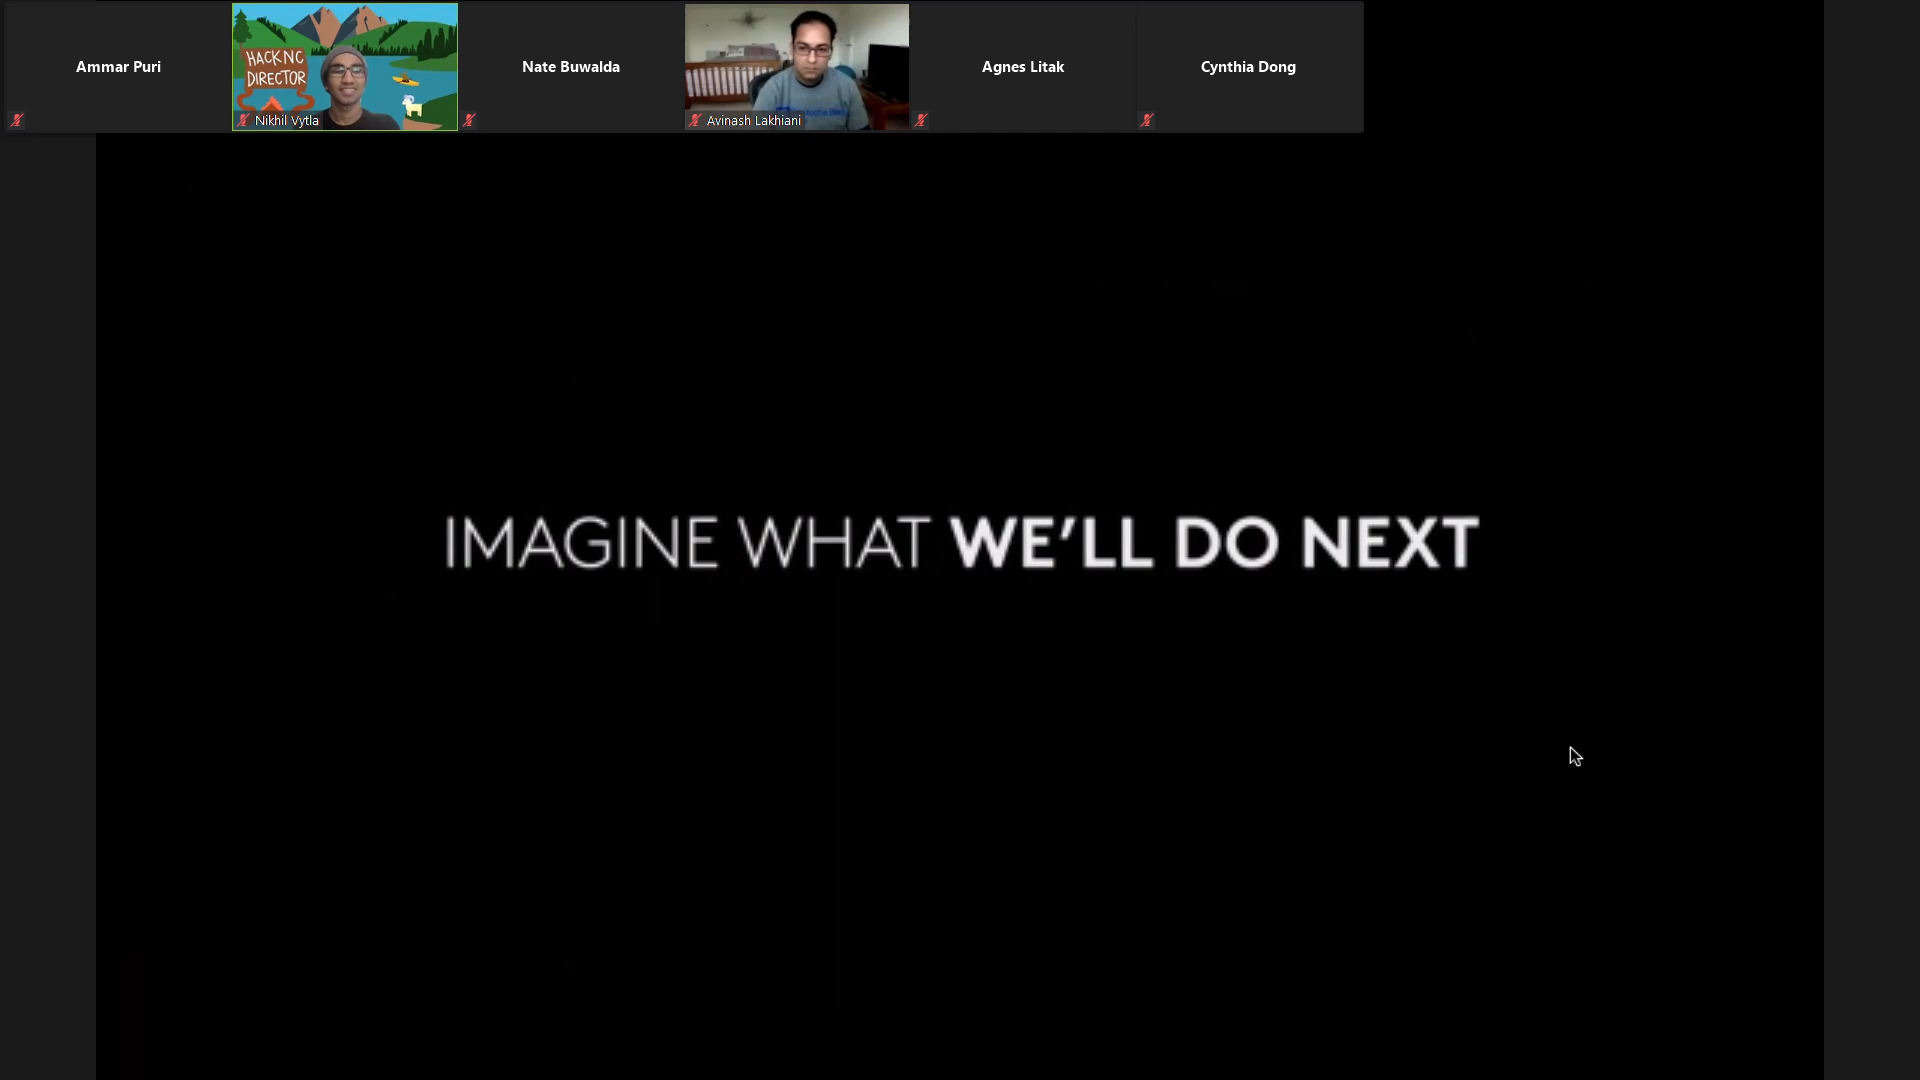 Ammar Puri
HACK NC
DIRECTOR
Nikhil Vytla
Nate Buwalda
Avinash Lakhiani
Agnes Litak
Cynthia Dong
IMAGINE WHAT WE'LL DO NEXT